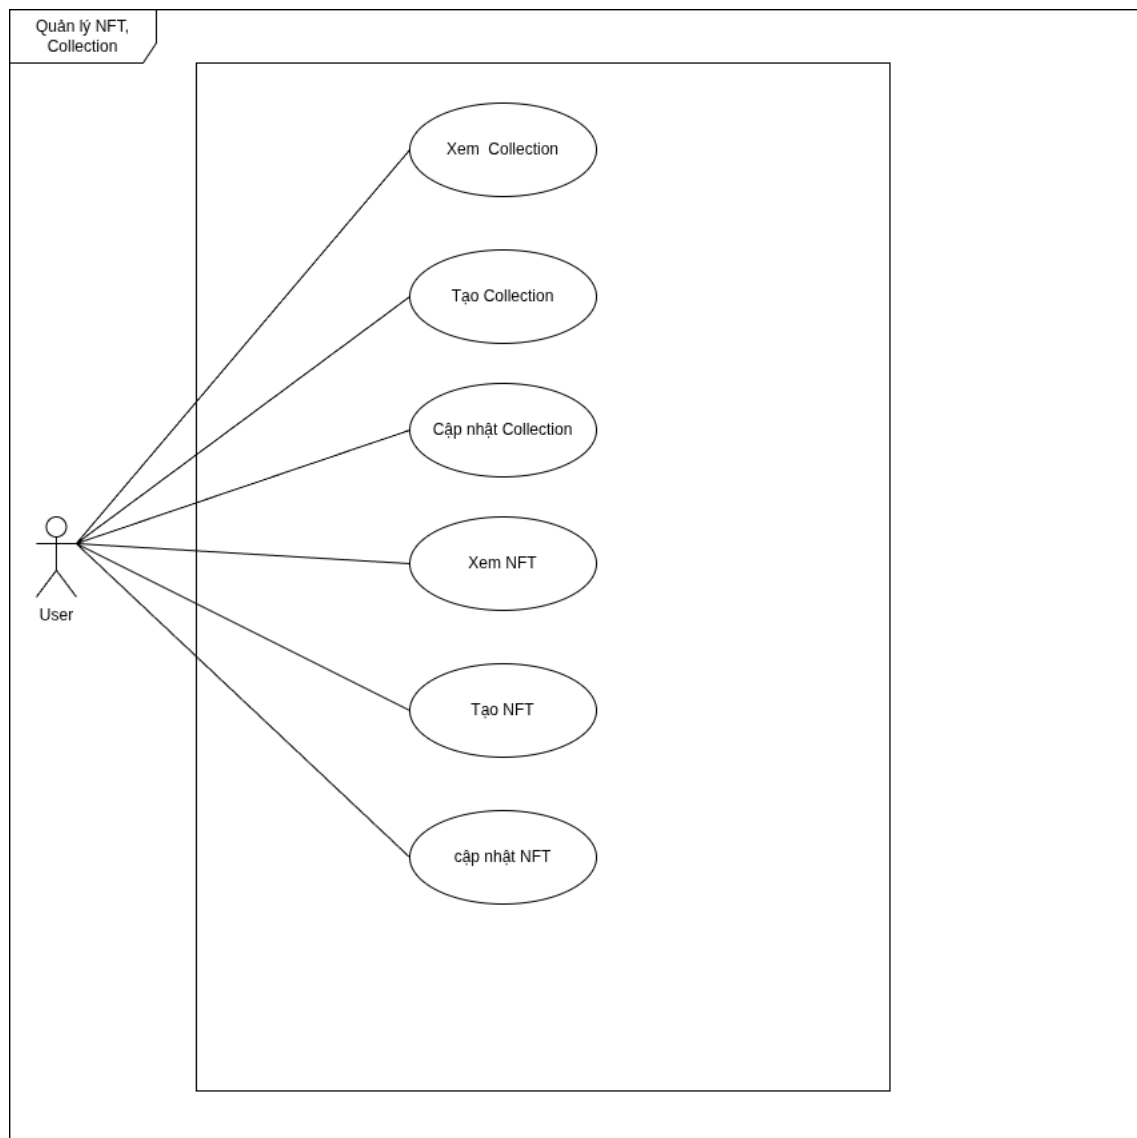 Quản lý NFT,
Collection
Xem  Collection
Tạo Collection
Cập nhật Collection
Xem NFT
User
Tạo NFT
cập nhật NFT